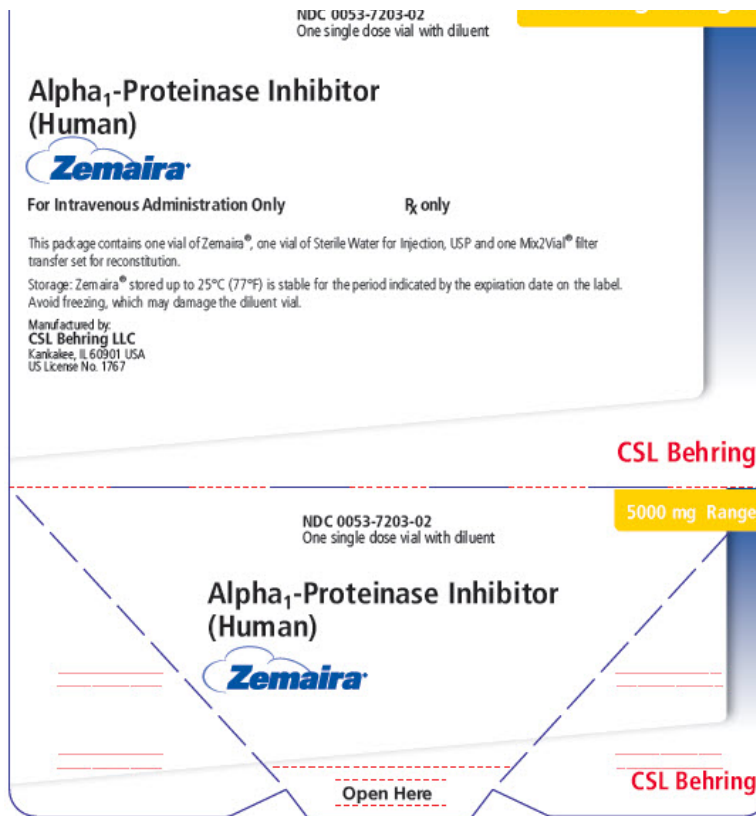 NDC 0053-7203-02
One single dose vial with diluent
Alpha₁-Proteinase Inhibitor
(Human)
Zemaira®
For Intravenous Administration Only ℞ only
This package contains one vial of Zemaira®, one vial of Sterile Water for Injection, USP and one Mix2Vial® filter
transfer set for reconstitution.
Storage: Zemaira® stored up to 25°C (77°F) is stable for the period indicated by the expiration date on the label.
Avoid freezing, which may damage the diluent vial.
Manufactured by:
CSL Behring LLC
Kankakee, IL 60901 USA
US License No. 1767
CSL Behring
5000 mg Range
NDC 0053-7203-02
One single dose vial with diluent
Alpha₁-Proteinase Inhibitor
(Human)
Zemaira®
CSL Behring
Open Here